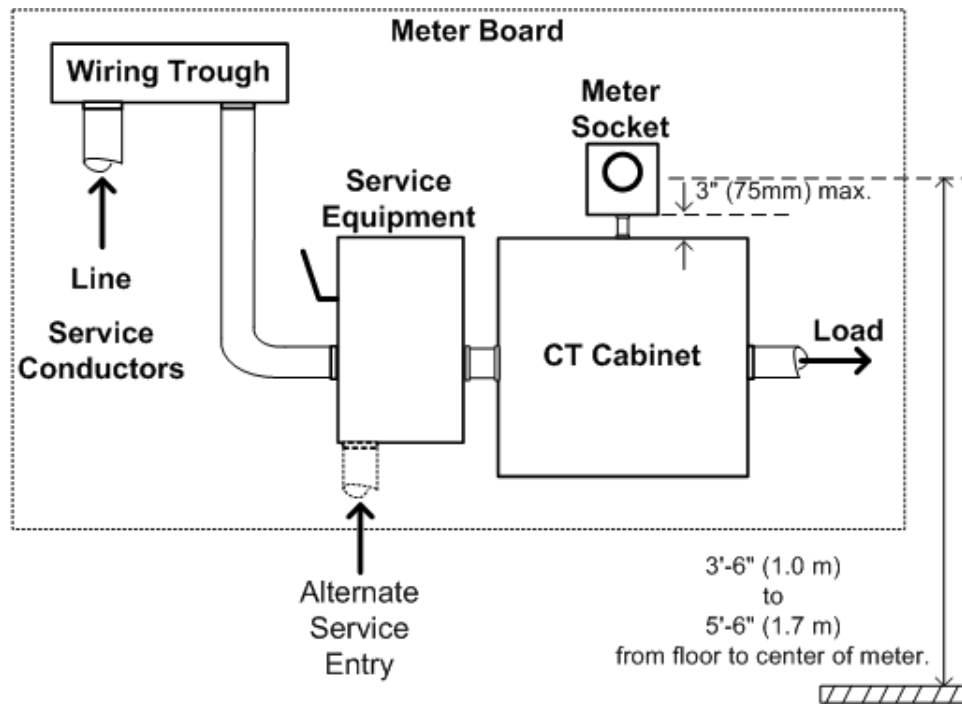 Meter Board
Wiring Trough
Meter
Socket
3" (75mm) max.
Service
Equipment
Line
Service
Conductors
CT Cabinet
Load
Alternate
Service
Entry
3'-6" (1.0 m)
to
5'-6" (1.7 m)
from floor to center of meter.